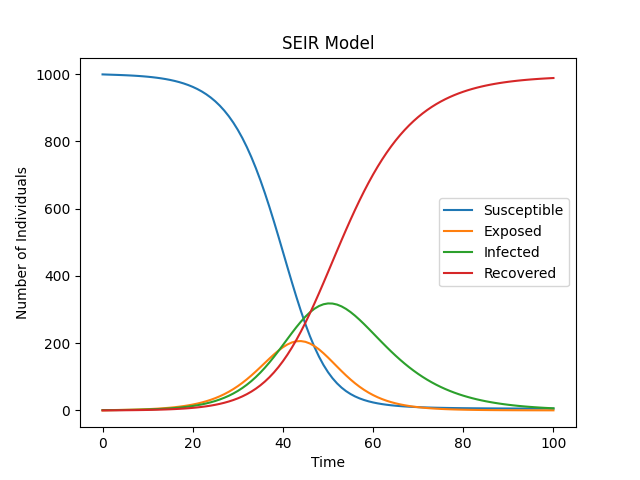 SEIR Model
Number of Individuals
1000
800
600
400
200
0
Susceptible
Exposed
Infected
Recovered
0 20 40 60 80 100
Time